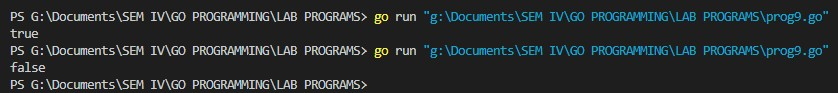 PS G:\Documents\SEM IV\GO PROGRAMMING\LAB PROGRAMS> go run "g:\Documents\SEM IV\GO PROGRAMMING\LAB PROGRAMS\prog9.go"
true
PS G:\Documents\SEM IV\GO PROGRAMMING\LAB PROGRAMS> go run "g:\Documents\SEM IV\GO PROGRAMMING\LAB PROGRAMS\prog9.go"
false
PS G:\Documents\SEM IV\GO PROGRAMMING\LAB PROGRAMS>